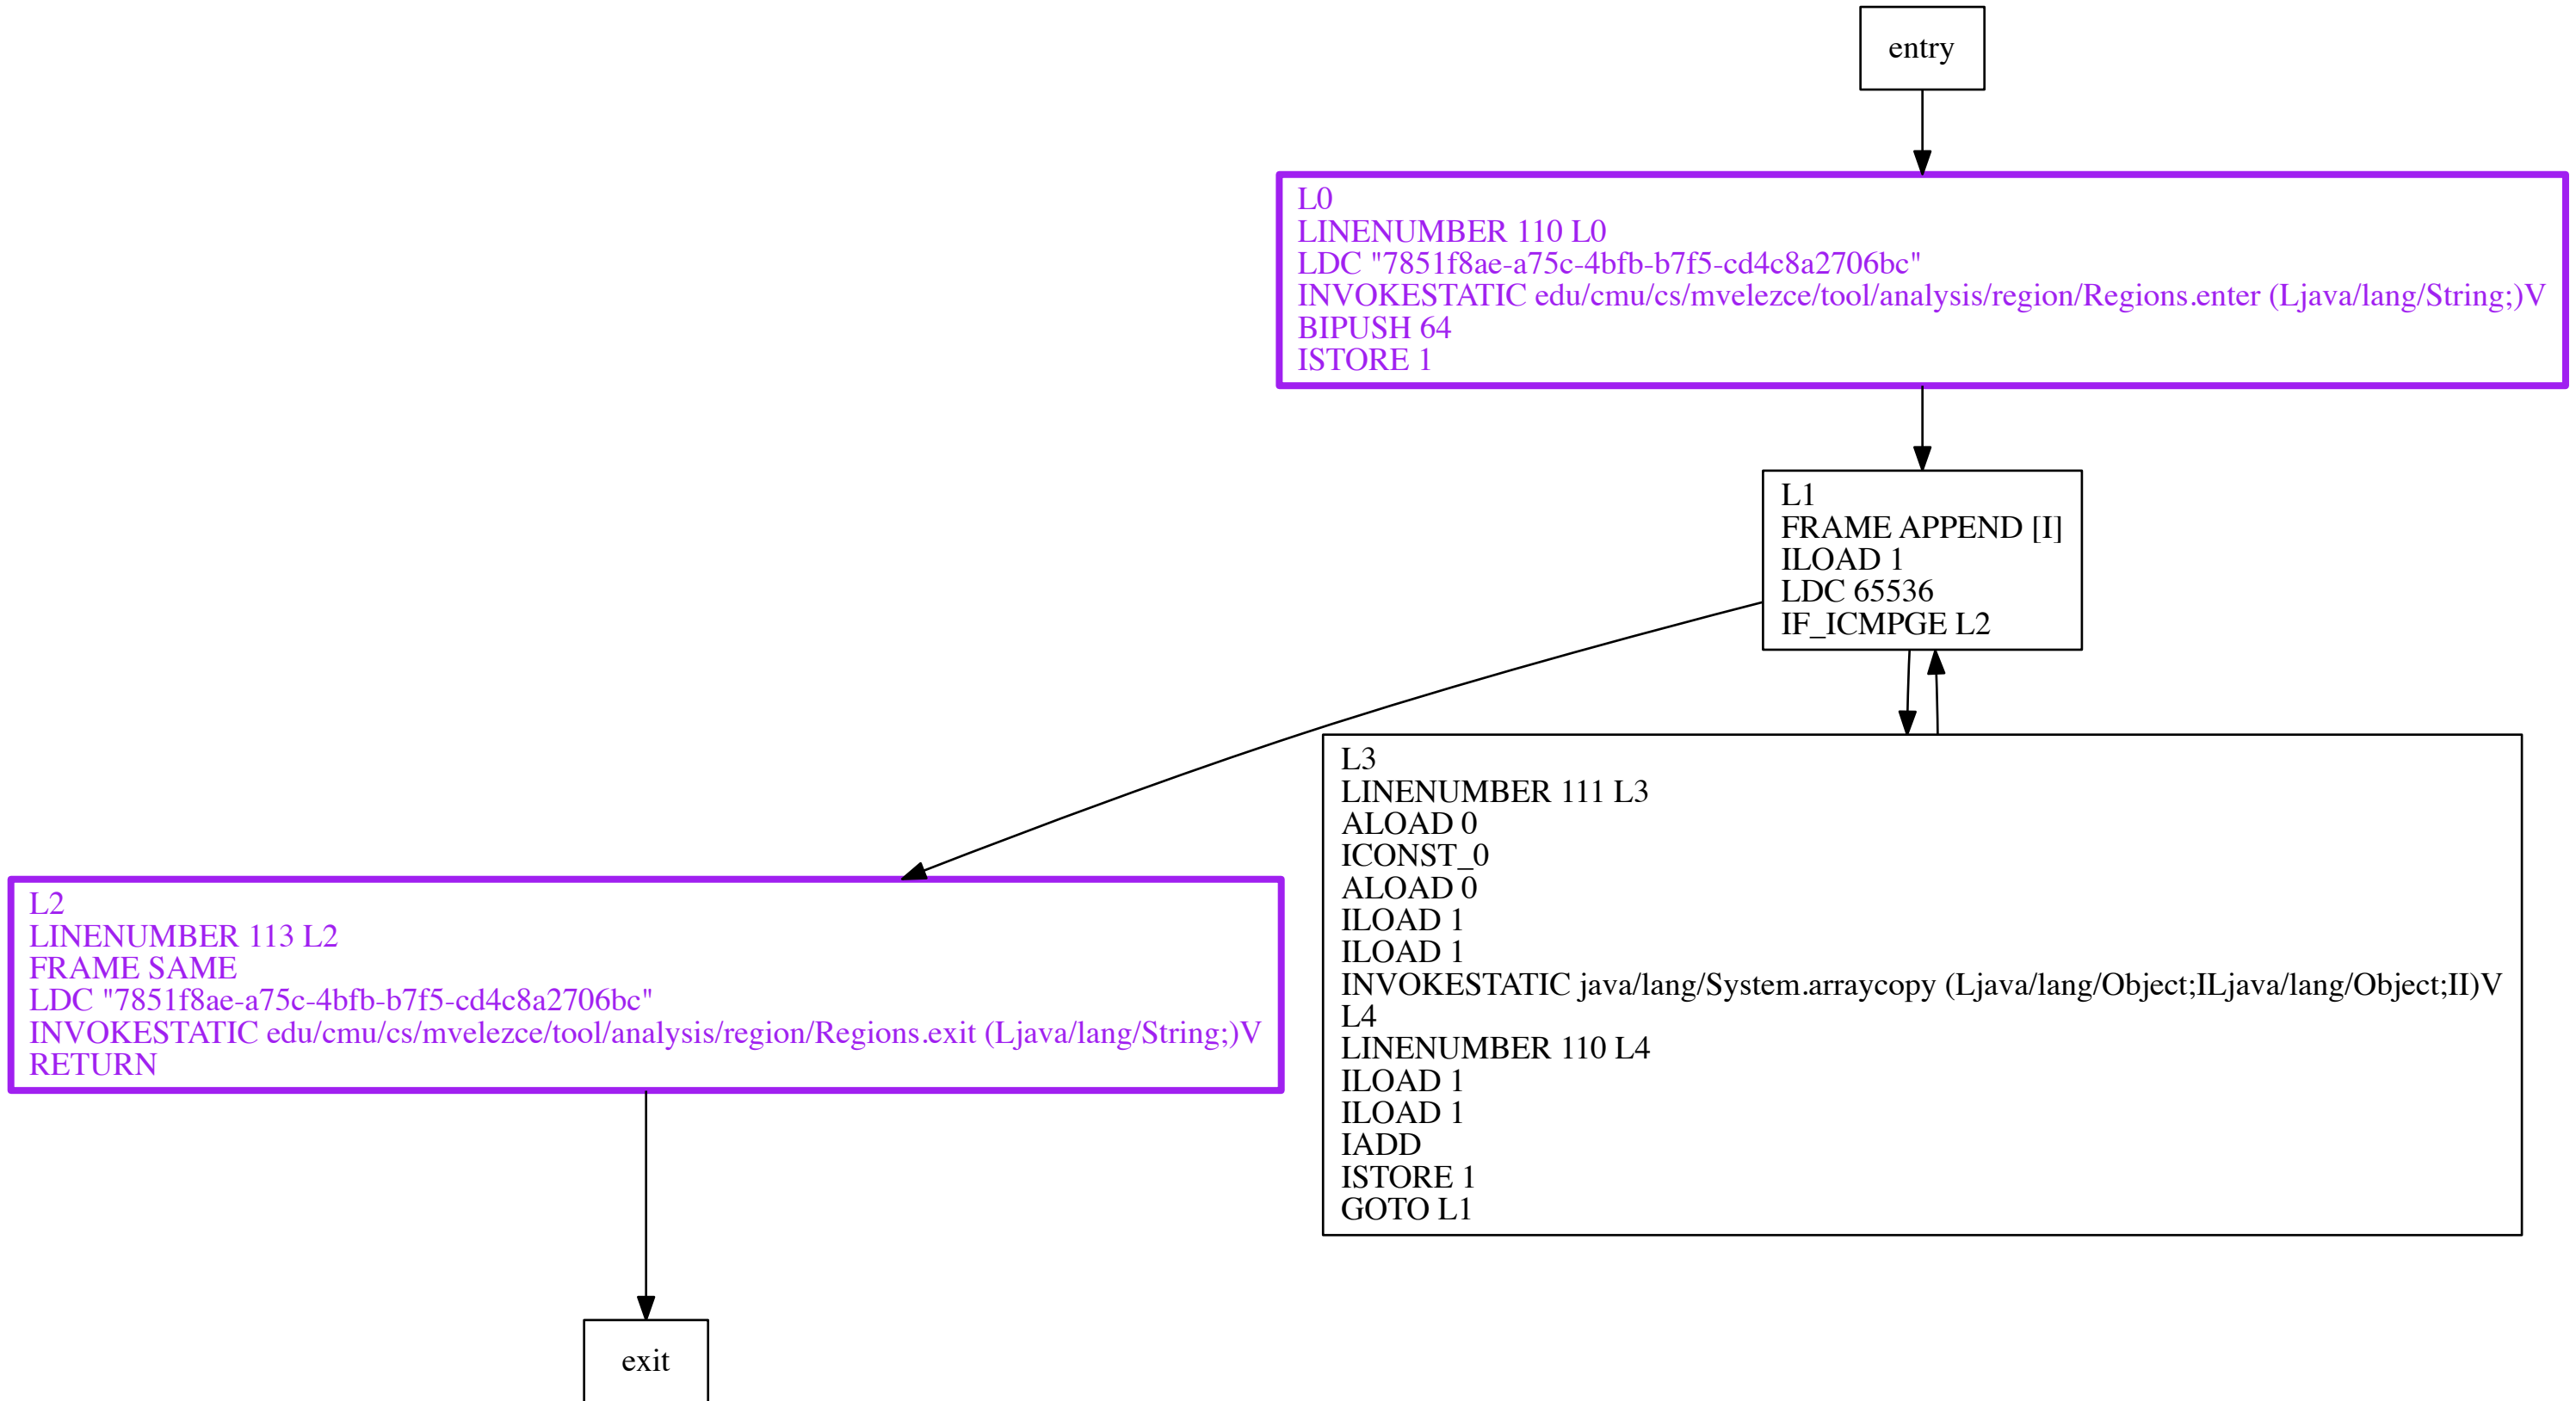 entry
L0
LINENUMBER 110 L0
LDC "7851f8ae-a75c-4bfb-b7f5-cd4c8a2706bc"
INVOKESTATIC edu/cmu/cs/mvelezce/tool/analysis/region/Regions.enter (Ljava/lang/String;)V
BIPUSH 64
ISTORE 1
L1
FRAME APPEND [I]
ILOAD 1
LDC 65536
IF_ICMPGE L2
L3
LINENUMBER 111 L3
ALOAD 0
ICONST_0
ALOAD 0
ILOAD 1
ILOAD 1
INVOKESTATIC java/lang/System.arraycopy (Ljava/lang/Object;ILjava/lang/Object;II)V
L4
LINENUMBER 110 L4
ILOAD 1
ILOAD 1
IADD
ISTORE 1
GOTO L1
L2
LINENUMBER 113 L2
FRAME SAME
LDC "7851f8ae-a75c-4bfb-b7f5-cd4c8a2706bc"
INVOKESTATIC edu/cmu/cs/mvelezce/tool/analysis/region/Regions.exit (Ljava/lang/String;)V
RETURN
exit